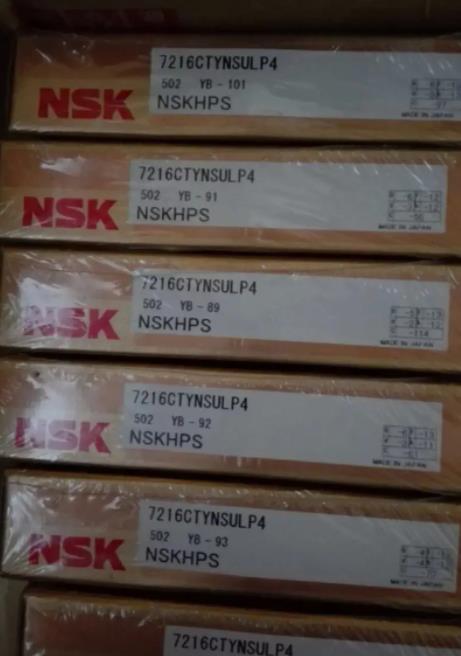 7216CTYNSULP4
502 YB - 101
NSK
NSKHPS
MADE IN JAPAN
7216CTYNSULP4
502 YB - 91
NSK
NSKHPS
MADE IN JAPAN
7216CTYNSULP4
502 YB - 89
NSK
NSKHPS
MADE IN JAPAN
7216CTYNSULP4
502 YB - 92
NSK
NSKHPS
MADE IN JAPAN
7216CTYNSULP4
502 YB - 93
NSK
NSKHPS
MADE IN JAPAN
7216CTYNSULP4